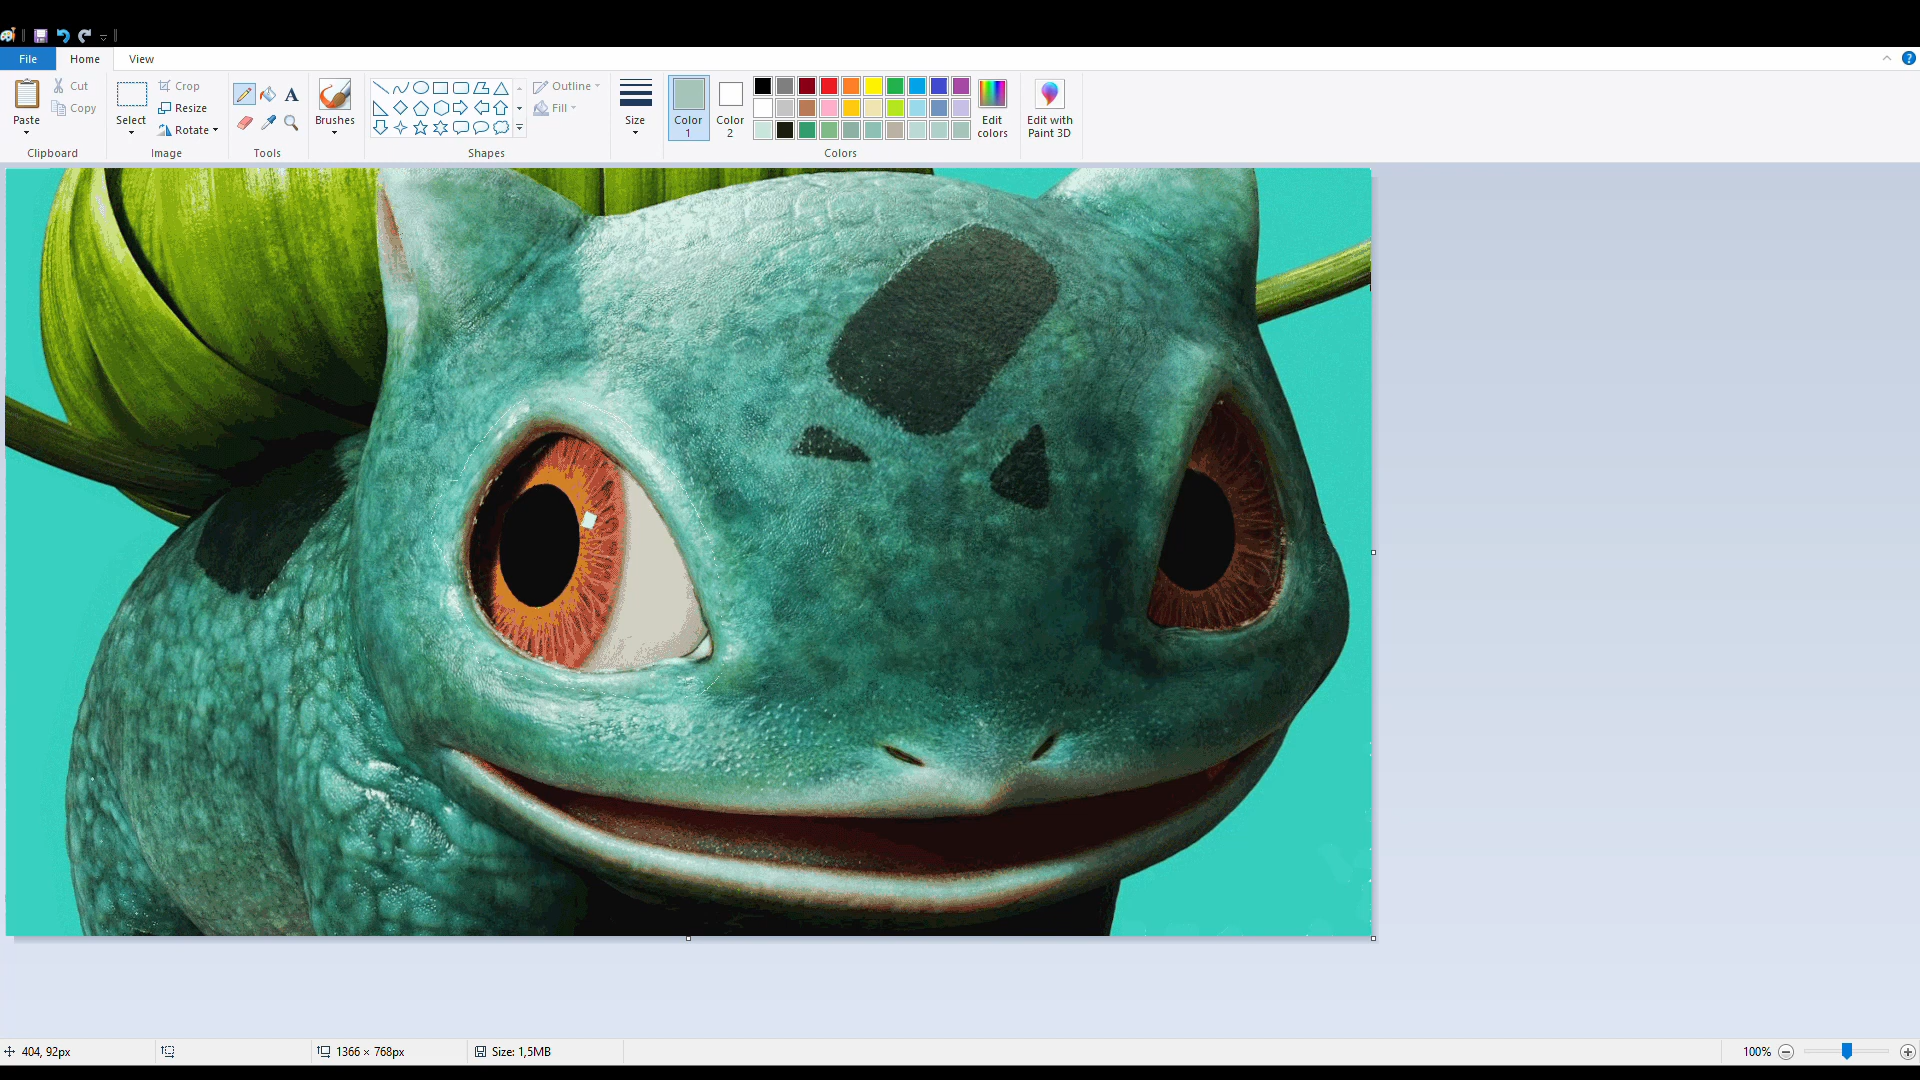 File Home View
Paste
Cut
Copy
Clipboard
Select
Crop
Resize
Rotate
Image
Tools
Brushes
Shapes
Outline
Fill
Size
Color 1
Color 2
Edit colors
Colors
Edit with Paint 3D
404, 92px
1366 × 768px
Size: 1,5MB
100%